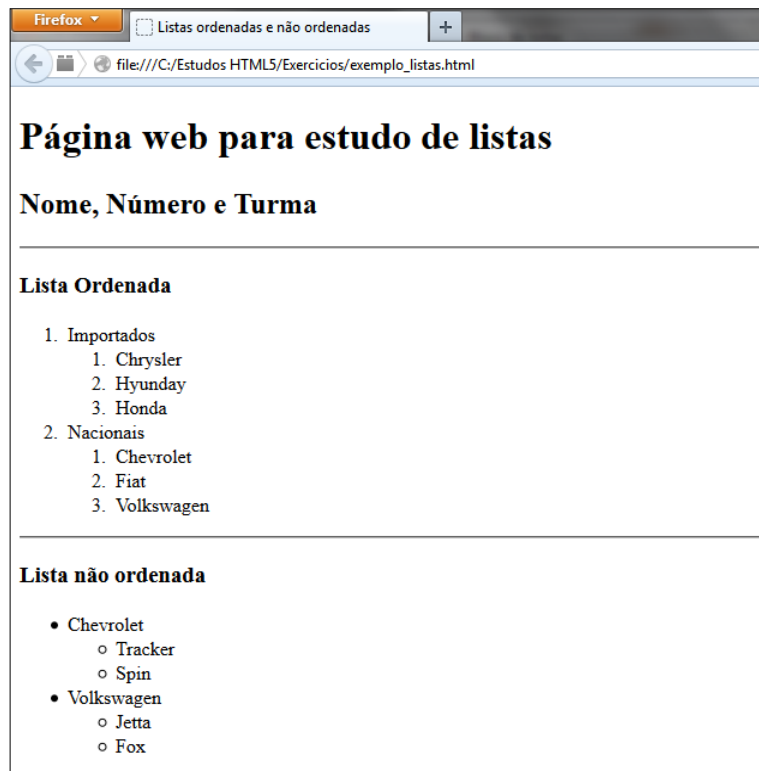 Firefox
Listas ordenadas e não ordenadas
+
file:///C:/Estudos HTML5/Exercicios/exemplo_listas.html
Página web para estudo de listas
Nome, Número e Turma
Lista Ordenada
1. Importados
1. Chrysler
2. Hyunday
3. Honda
2. Nacionais
1. Chevrolet
2. Fiat
3. Volkswagen
Lista não ordenada
• Chevrolet
○ Tracker
○ Spin
• Volkswagen
○ Jetta
○ Fox